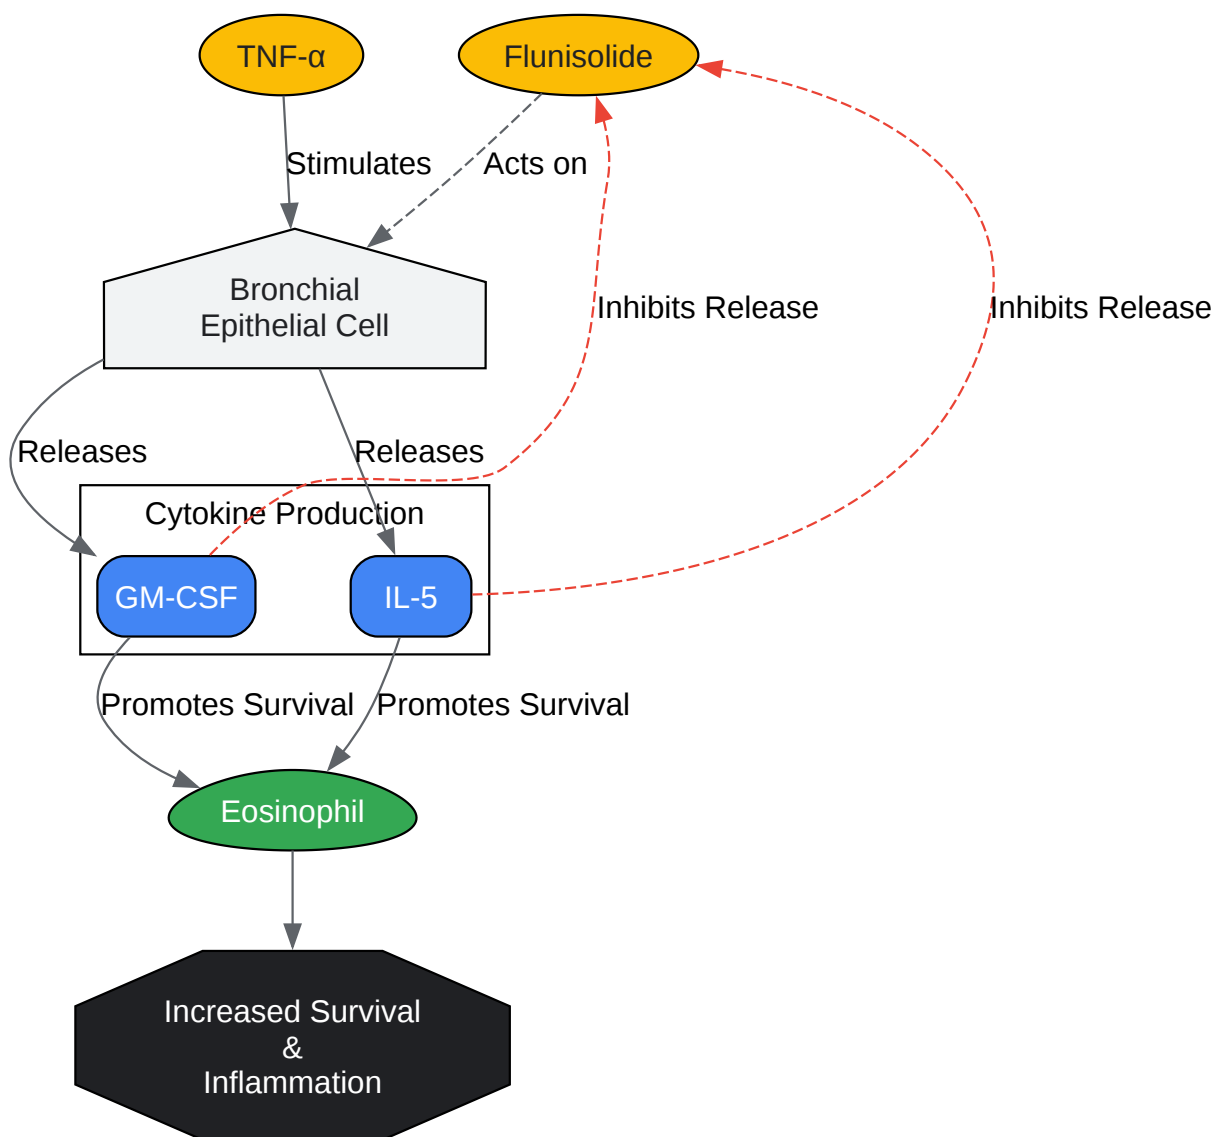 TNF-α
Flunisolide
Stimulates
Acts on
Bronchial
Epithelial Cell
Inhibits Release
Inhibits Release
Releases
Releases
Cytokine Production
GM-CSF
IL-5
Promotes Survival
Promotes Survival
Eosinophil
Increased Survival
&
Inflammation